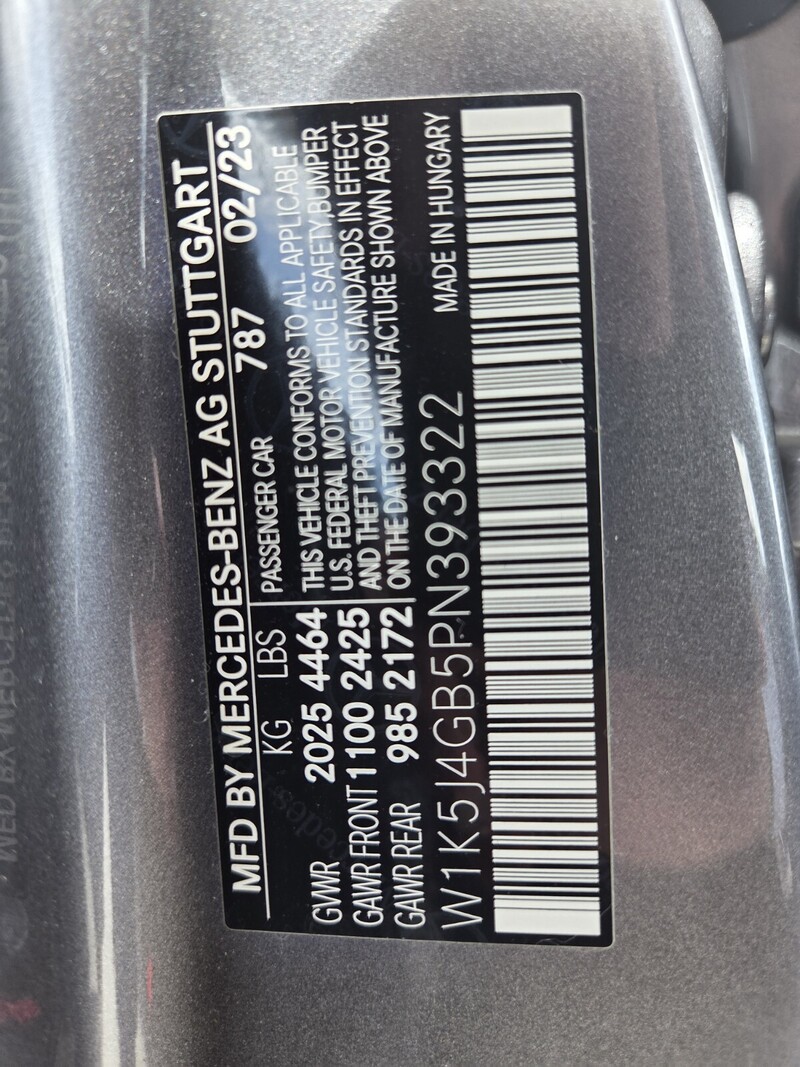 MFD BY MERCEDES-BENZ AG STUTTGART
787 02/23
KG LBS PASSENGER CAR
GVWR 2025 4464
GAWR FRONT 1100 2425
GAWR REAR 985 2172
THIS VEHICLE CONFORMS TO ALL APPLICABLE
U.S. FEDERAL MOTOR VEHICLE SAFETY,BUMPER
AND THEFT PREVENTION STANDARDS IN EFFECT
ON THE DATE OF MANUFACTURE SHOWN ABOVE
W1K5J4GB5PN393322 MADE IN HUNGARY